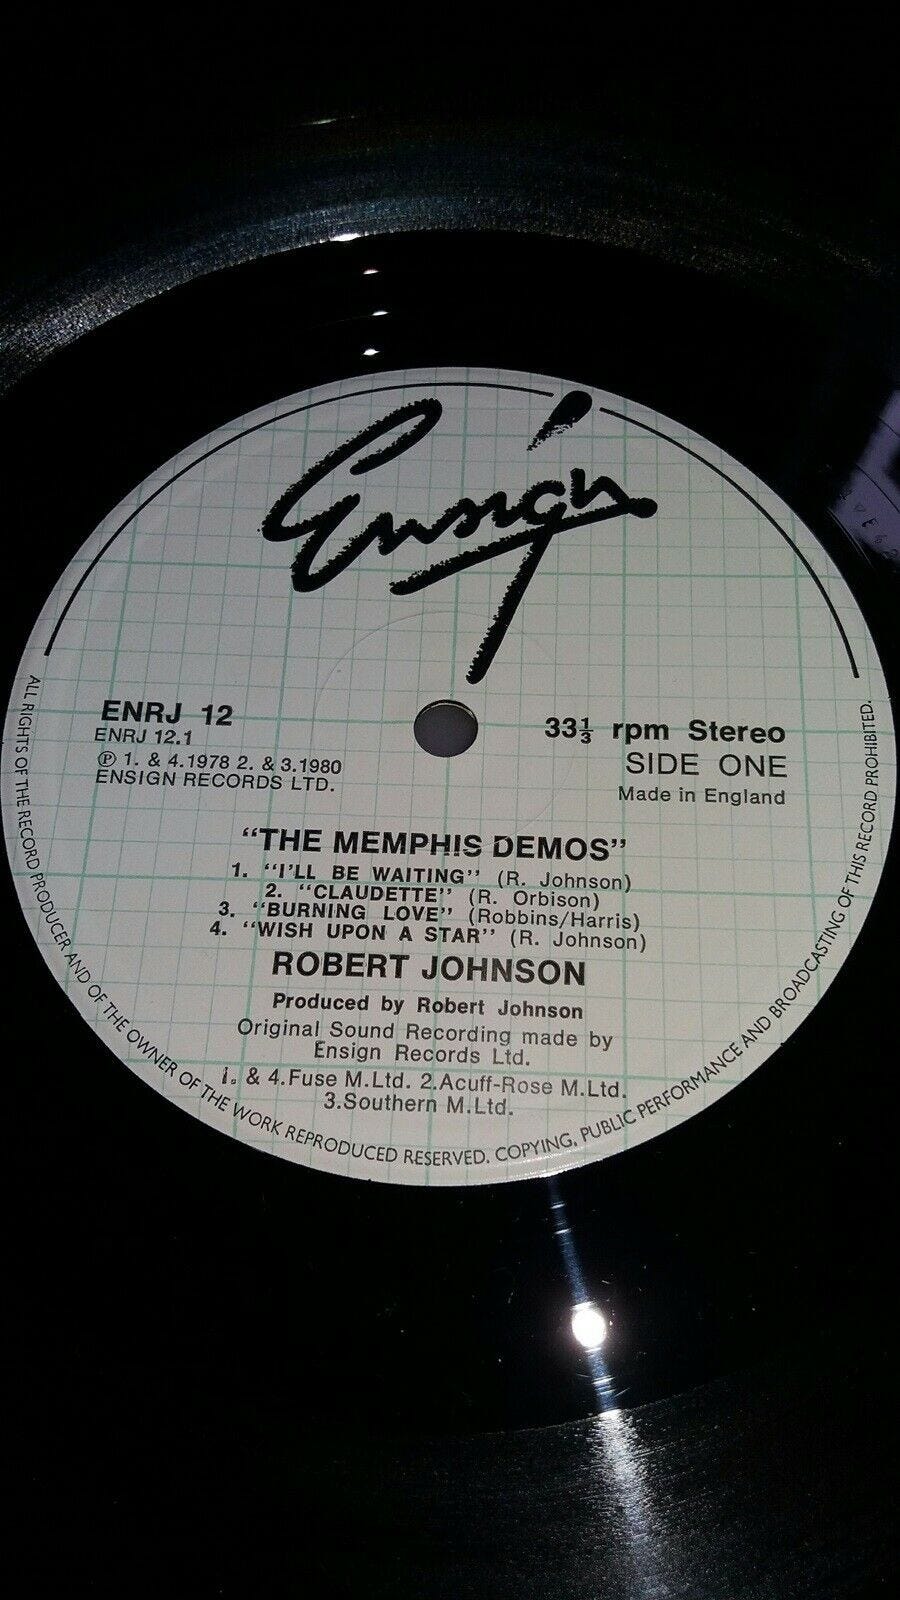 Ensign
ENRJ 12
ENRJ 12.1
℗ 1. & 4.1978 2. & 3.1980
ENSIGN RECORDS LTD.
33⅓ rpm Stereo
SIDE ONE
Made in England
“THE MEMPHIS DEMOS”
1. “I'LL BE WAITING” (R. Johnson)
2. “CLAUDETTE” (R. Orbison)
3. “BURNING LOVE” (Robbins/Harris)
4. “WISH UPON A STAR” (R. Johnson)
ROBERT JOHNSON
Produced by Robert Johnson
Original Sound Recording made by
Ensign Records Ltd.
1. & 4.Fuse M.Ltd. 2.Acuff-Rose M.Ltd.
3.Southern M.Ltd.
ALL RIGHTS OF THE RECORD PRODUCER AND OF THE OWNER OF THE WORK REPRODUCED RESERVED. COPYING, PUBLIC PERFORMANCE AND BROADCASTING OF THIS RECORD PROHIBITED.